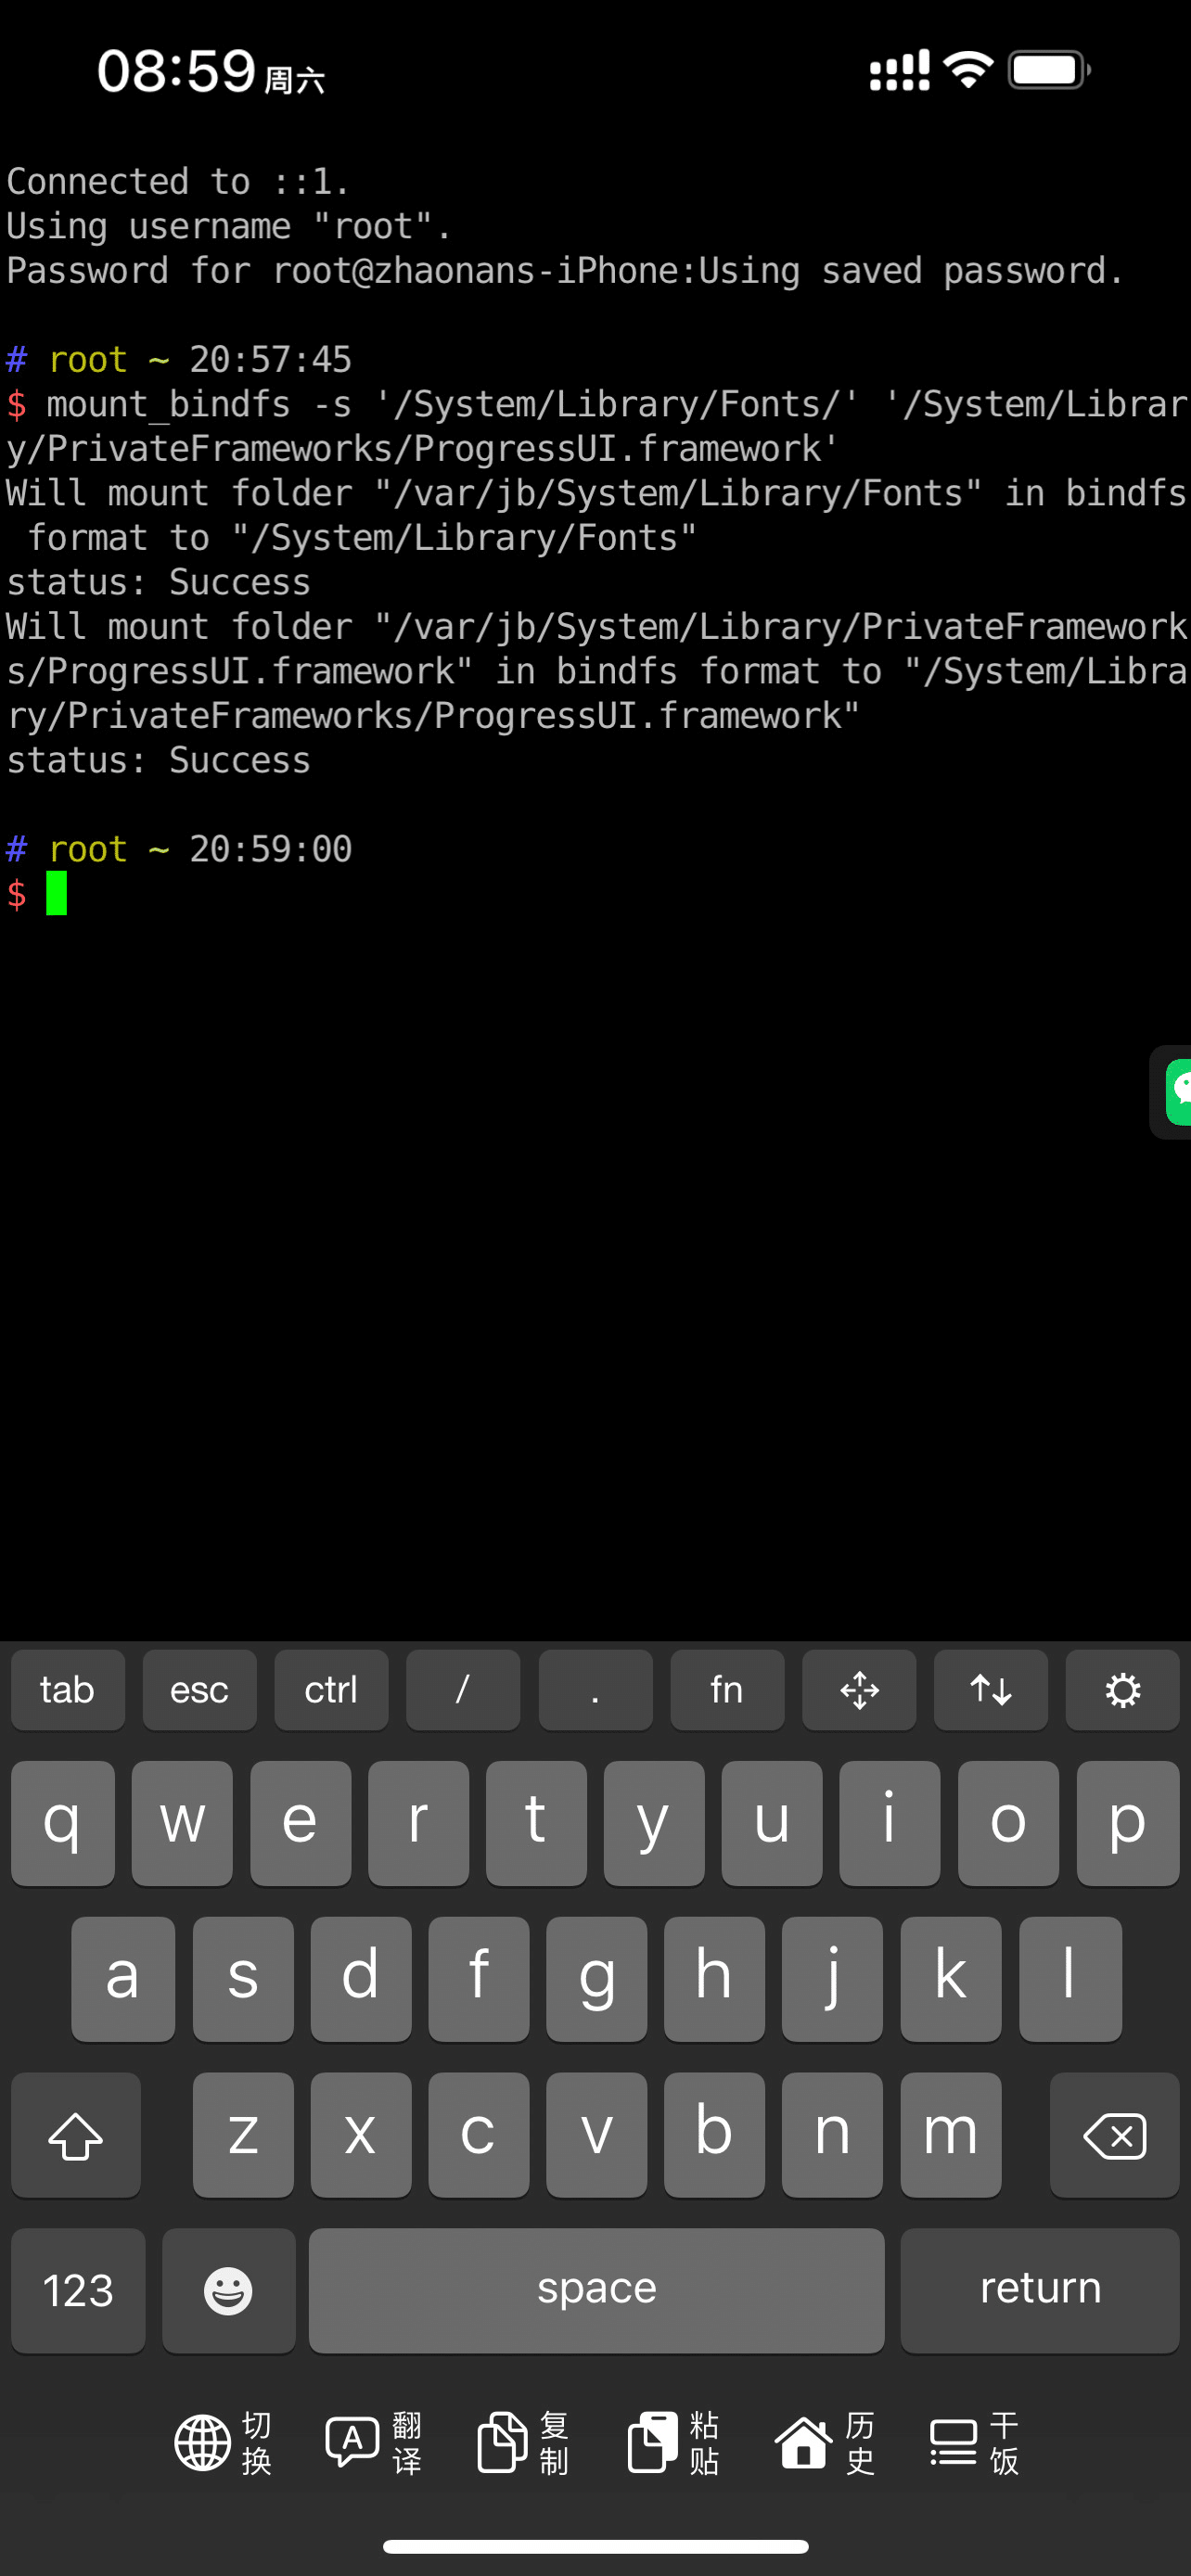 08:59 周六
Connected to ::1.
Using username "root".
Password for root@zhaonans-iPhone:Using saved password.
# root ~ 20:57:45
$ mount_bindfs -s '/System/Library/Fonts/' '/System/Librar
y/PrivateFrameworks/ProgressUI.framework'
Will mount folder "/var/jb/System/Library/Fonts" in bindfs
 format to "/System/Library/Fonts"
status: Success
Will mount folder "/var/jb/System/Library/PrivateFramework
s/ProgressUI.framework" in bindfs format to "/System/Libra
ry/PrivateFrameworks/ProgressUI.framework"
status: Success
# root ~ 20:59:00
$
tab esc ctrl / . fn
q w e r t y u i o p
a s d f g h j k l
z x c v b n m
123 space return
切换 A 翻译 复制 粘贴 历史 干饭